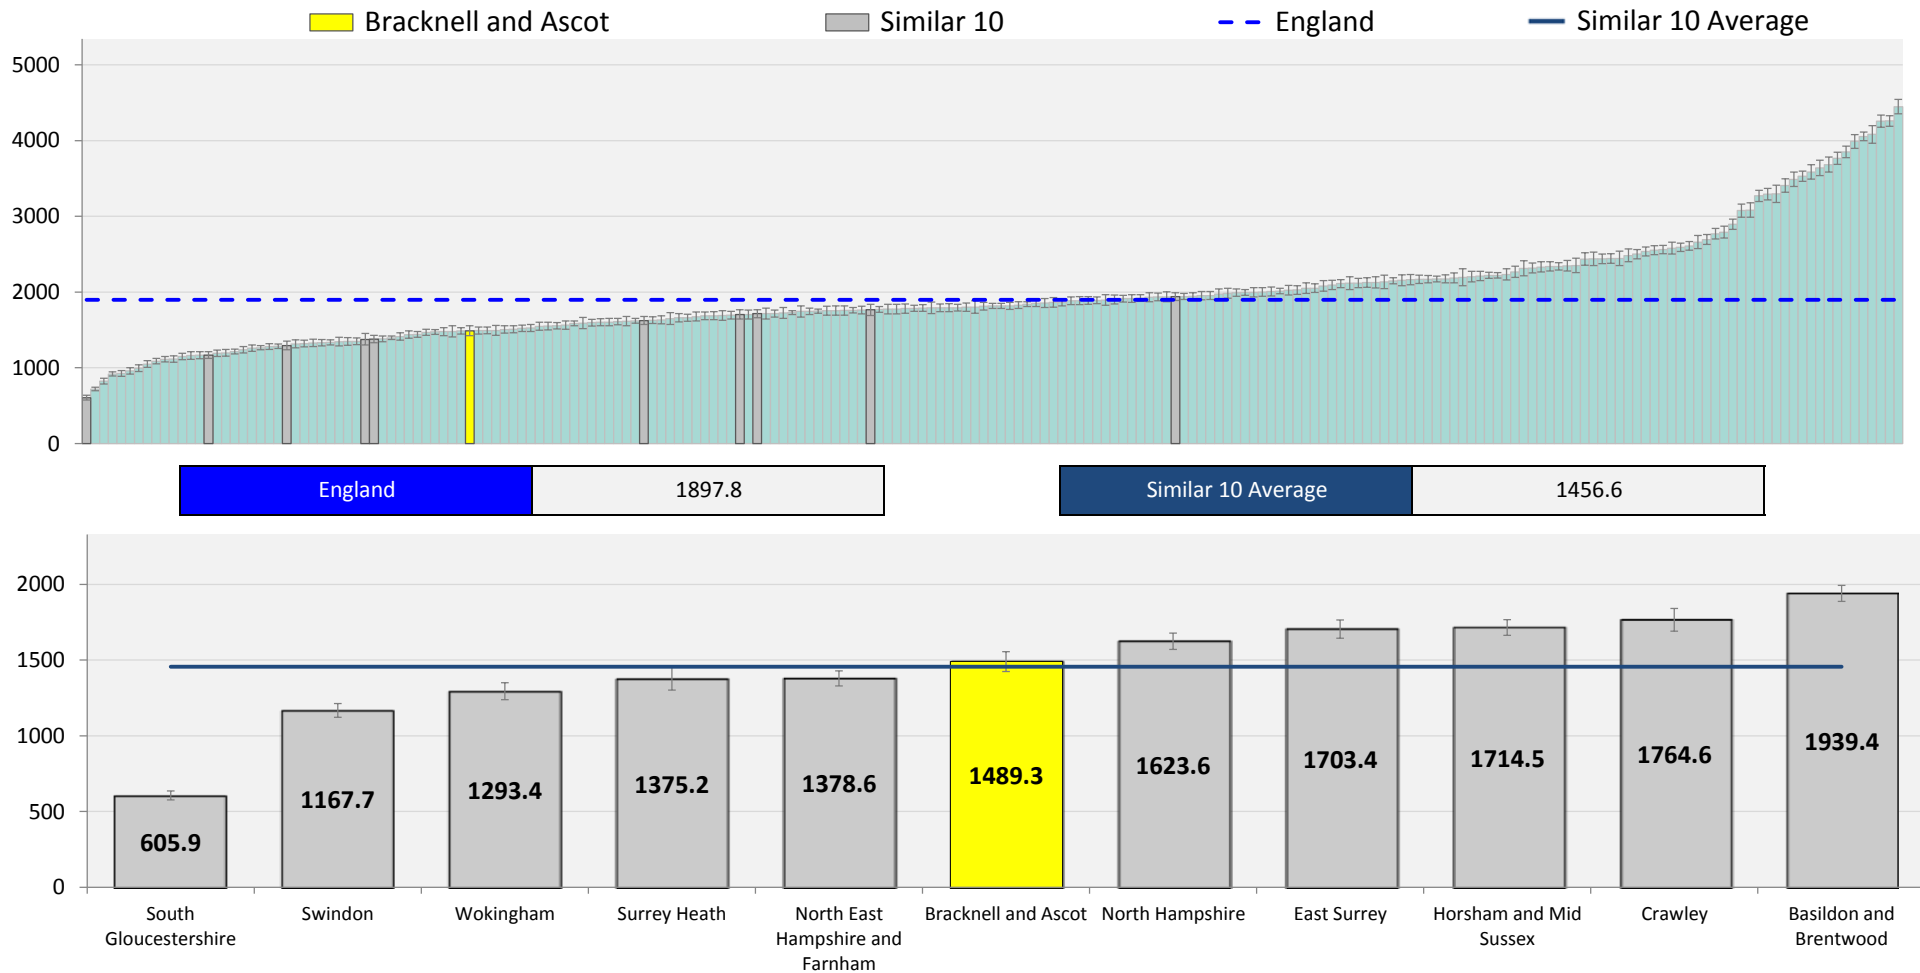 Bracknell and Ascot
Similar 10
England
Similar 10 Average
5000
4000
3000
2000
1000
0
England
1897.8
Similar 10 Average
1456.6
2000
1500
1000
500
0
605.9
1167.7
1293.4
1375.2
1378.6
1489.3
1623.6
1703.4
1714.5
1764.6
1939.4
South
Gloucestershire
Swindon
Wokingham
Surrey Heath
North East
Hampshire and
Farnham
Bracknell and Ascot
North Hampshire
East Surrey
Horsham and Mid
Sussex
Crawley
Basildon and
Brentwood